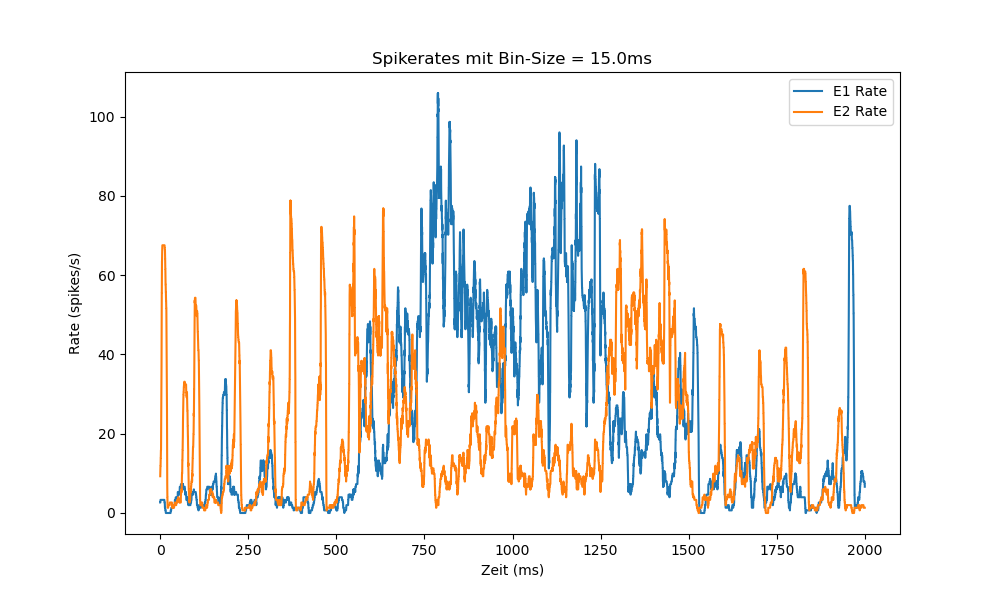 Spikerates mit Bin-Size = 15.0ms
E1 Rate
E2 Rate
100
80
60
40
20
0
Rate (spikes/s)
0 250 500 750 1000 1250 1500 1750 2000
Zeit (ms)